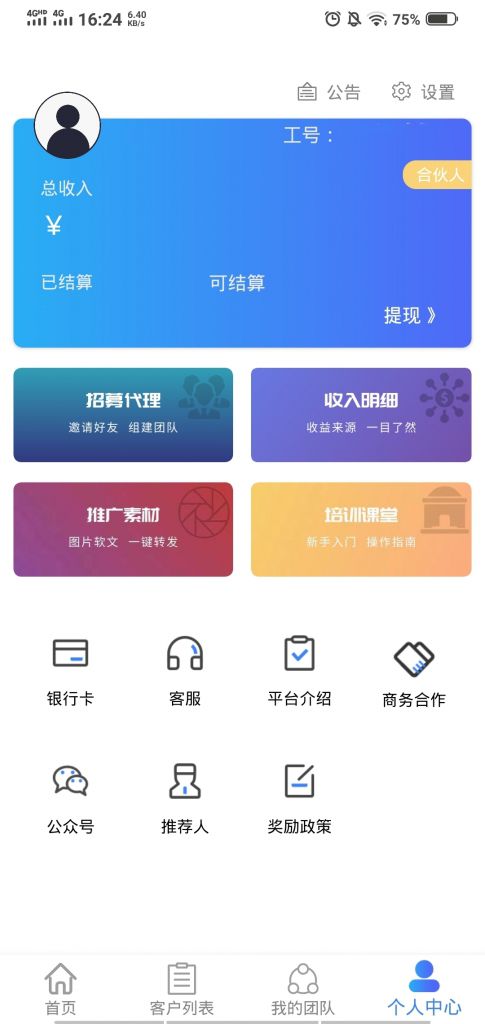 4GHD 4G 16:24 6.40 KB/s 75%
公告 设置
工号：
合伙人
总收入
￥
已结算 可结算
提现 》
招募代理 收入明细
邀请好友 组建团队 收益来源 一目了然
推广素材 培训课堂
图片软文 一键转发 新手入门 操作指南
银行卡 客服 平台介绍 商务合作
公众号 推荐人 奖励政策
首页 客户列表 我的团队 个人中心